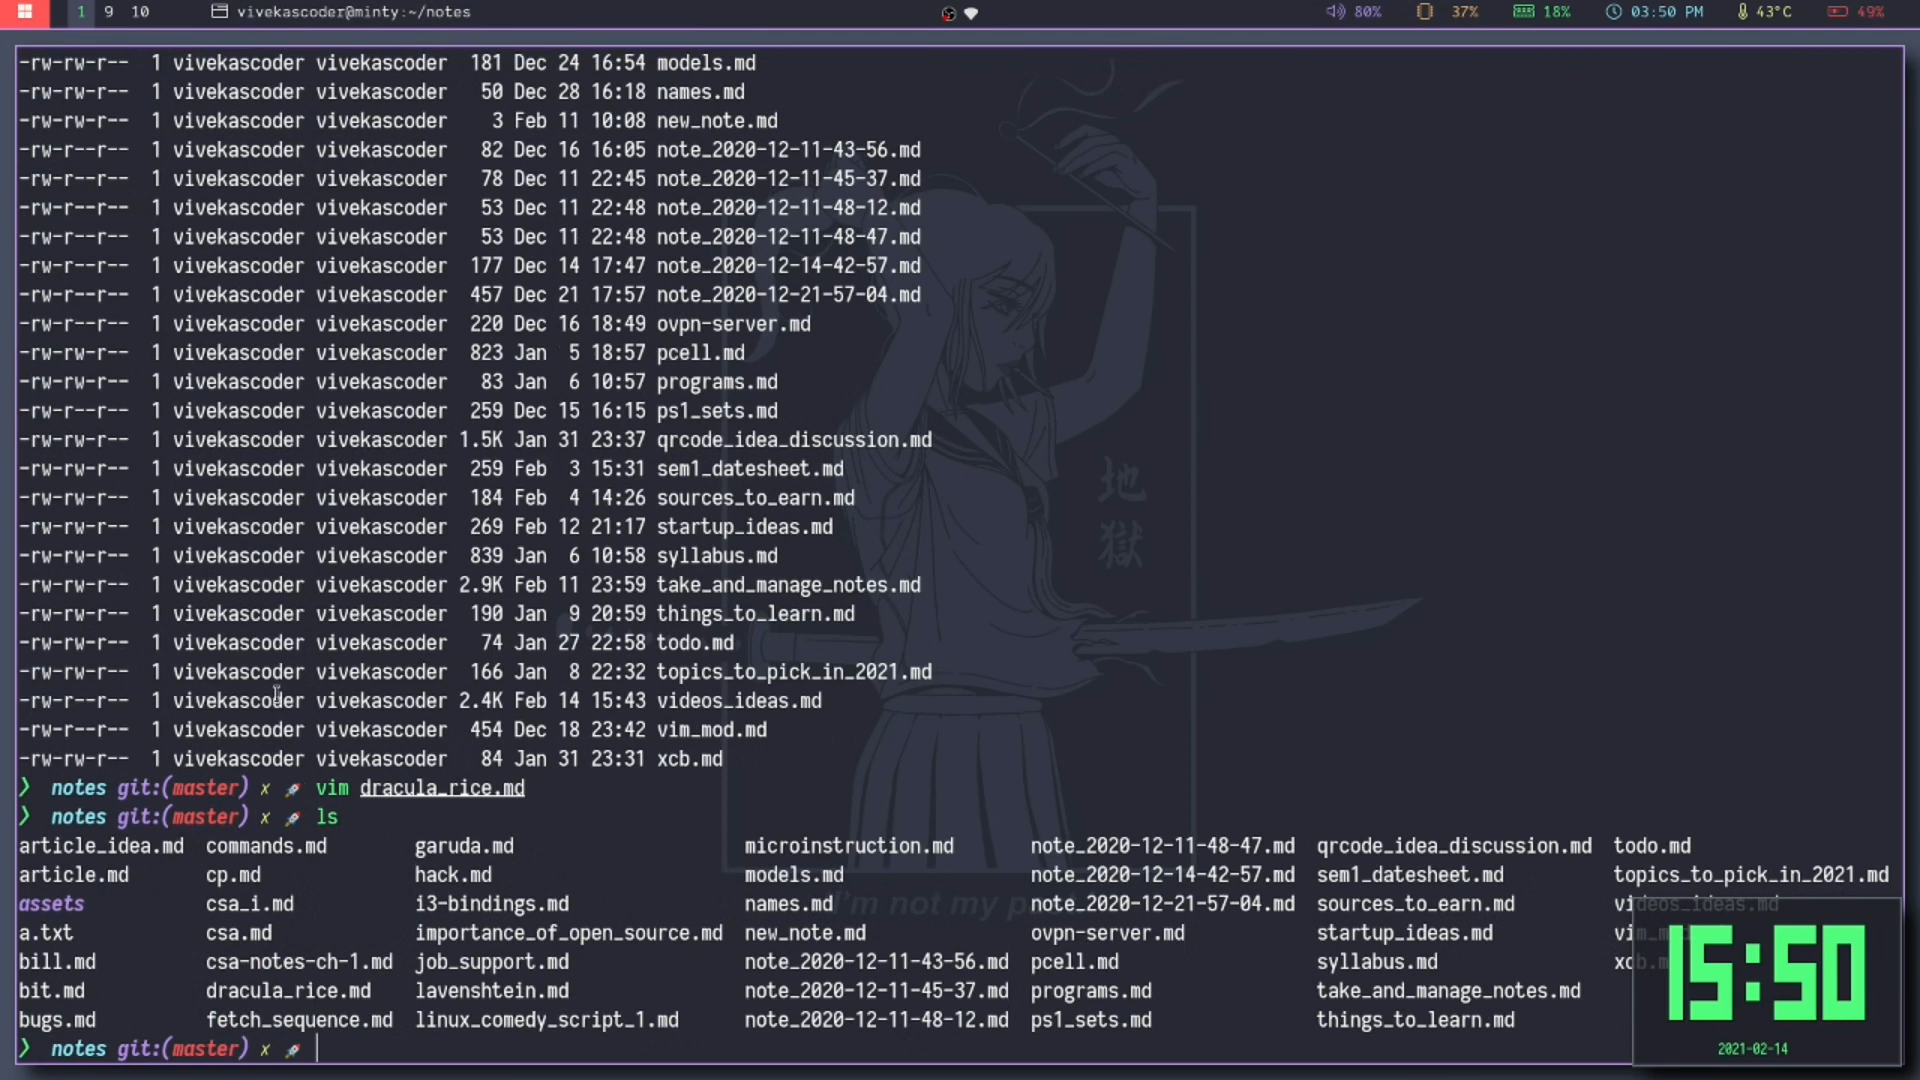 1 9 10 vivekascoder@minty:~/notes 80% 37% 18% 03:50 PM 43°C 49%
-rw-rw-r-- 1 vivekascoder vivekascoder 181 Dec 24 16:54 models.md
-rw-rw-r-- 1 vivekascoder vivekascoder 50 Dec 28 16:18 names.md
-rw-rw-r-- 1 vivekascoder vivekascoder 3 Feb 11 10:08 new_note.md
-rw-r--r-- 1 vivekascoder vivekascoder 82 Dec 16 16:05 note_2020-12-11-43-56.md
-rw-r--r-- 1 vivekascoder vivekascoder 78 Dec 11 22:45 note_2020-12-11-45-37.md
-rw-r--r-- 1 vivekascoder vivekascoder 53 Dec 11 22:48 note_2020-12-11-48-12.md
-rw-r--r-- 1 vivekascoder vivekascoder 53 Dec 11 22:48 note_2020-12-11-48-47.md
-rw-r--r-- 1 vivekascoder vivekascoder 177 Dec 14 17:47 note_2020-12-14-42-57.md
-rw-r--r-- 1 vivekascoder vivekascoder 457 Dec 21 17:57 note_2020-12-21-57-04.md
-rw-r--r-- 1 vivekascoder vivekascoder 220 Dec 16 18:49 ovpn-server.md
-rw-rw-r-- 1 vivekascoder vivekascoder 823 Jan 5 18:57 pcell.md
-rw-rw-r-- 1 vivekascoder vivekascoder 83 Jan 6 10:57 programs.md
-rw-r--r-- 1 vivekascoder vivekascoder 259 Dec 15 16:15 ps1_sets.md
-rw-rw-r-- 1 vivekascoder vivekascoder 1.5K Jan 31 23:37 qrcode_idea_discussion.md
-rw-rw-r-- 1 vivekascoder vivekascoder 259 Feb 3 15:31 sem1_datesheet.md
-rw-rw-r-- 1 vivekascoder vivekascoder 184 Feb 4 14:26 sources_to_earn.md
-rw-rw-r-- 1 vivekascoder vivekascoder 269 Feb 12 21:17 startup_ideas.md
-rw-rw-r-- 1 vivekascoder vivekascoder 839 Jan 6 10:58 syllabus.md
-rw-rw-r-- 1 vivekascoder vivekascoder 2.9K Feb 11 23:59 take_and_manage_notes.md
-rw-rw-r-- 1 vivekascoder vivekascoder 190 Jan 9 20:59 things_to_learn.md
-rw-rw-r-- 1 vivekascoder vivekascoder 74 Jan 27 22:58 todo.md
-rw-rw-r-- 1 vivekascoder vivekascoder 166 Jan 8 22:32 topics_to_pick_in_2021.md
-rw-r--r-- 1 vivekascoder vivekascoder 2.4K Feb 14 15:43 videos_ideas.md
-rw-r--r-- 1 vivekascoder vivekascoder 454 Dec 18 23:42 vim_mod.md
-rw-rw-r-- 1 vivekascoder vivekascoder 84 Jan 31 23:31 xcb.md
❯ notes git:(master) ✗ 🚀 vim dracula_rice.md
❯ notes git:(master) ✗ 🚀 ls
article_idea.md commands.md garuda.md microinstruction.md note_2020-12-11-48-47.md qrcode_idea_discussion.md todo.md
article.md cp.md hack.md models.md note_2020-12-14-42-57.md sem1_datesheet.md topics_to_pick_in_2021.md
assets csa_i.md i3-bindings.md names.md note_2020-12-21-57-04.md sources_to_earn.md videos_ideas.md
a.txt csa.md importance_of_open_source.md new_note.md ovpn-server.md startup_ideas.md
bill.md csa-notes-ch-1.md job_support.md note_2020-12-11-43-56.md pcell.md syllabus.md
bit.md dracula_rice.md lavenshtein.md note_2020-12-11-45-37.md programs.md take_and_manage_notes.md
bugs.md fetch_sequence.md linux_comedy_script_1.md note_2020-12-11-48-12.md ps1_sets.md things_to_learn.md
❯ notes git:(master) ✗ 🚀
地獄
i'm not my
15:50
2021-02-14